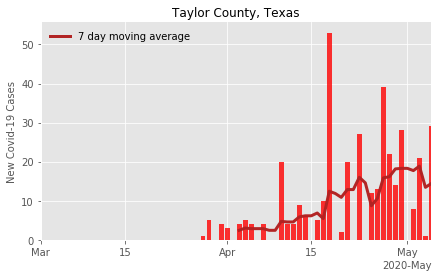 Taylor County, Texas
7 day moving average
New Covid-19 Cases
50
40
30
20
10
0
Mar
15
Apr
15
May
2020-May